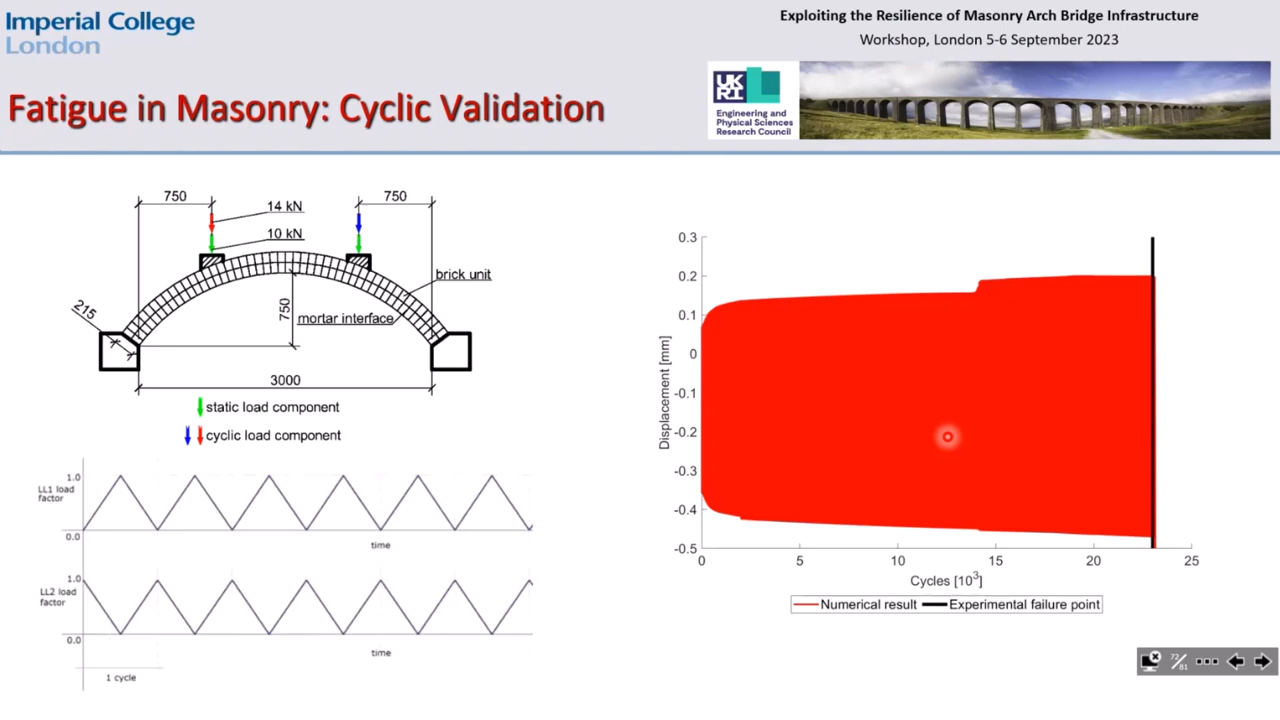 Imperial College
London
Exploiting the Resilience of Masonry Arch Bridge Infrastructure
Workshop, London 5-6 September 2023
UK
RI
Engineering and
Physical Sciences
Research Council
Fatigue in Masonry: Cyclic Validation
750
750
14 kN
10 kN
brick unit
215
750
mortar interface
3000
static load component
cyclic load component
1.0
LL1 load
factor
0.0
time
1.0
LL2 load
factor
0.0
time
1 cycle
0.3
0.2
0.1
0
-0.1
-0.2
-0.3
-0.4
-0.5
Displacement [mm]
0 5 10 15 20 25
Cycles [10³]
Numerical result Experimental failure point
72/81